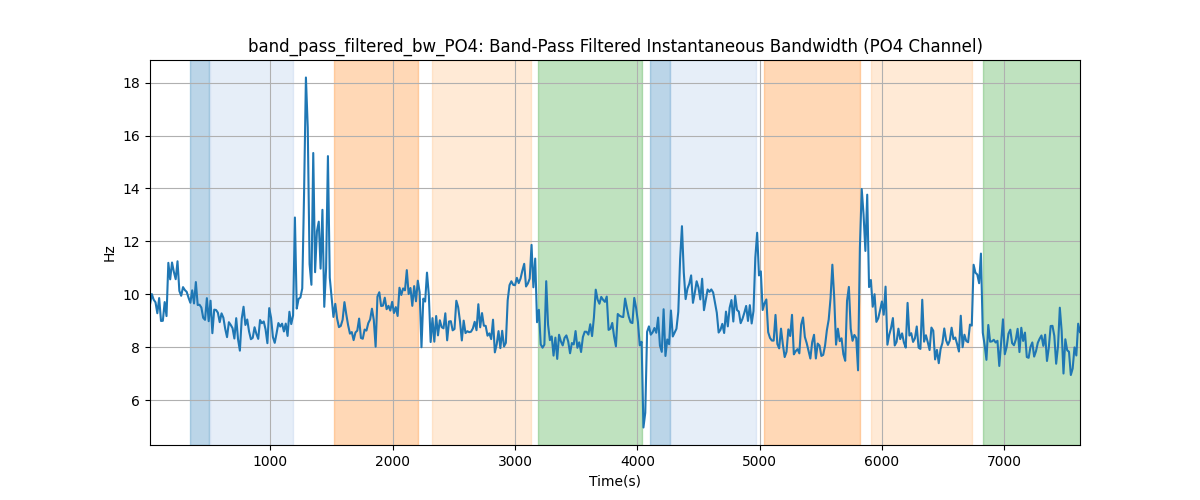 band_pass_filtered_bw_PO4: Band-Pass Filtered Instantaneous Bandwidth (PO4 Channel)
18
16
14
12
10
8
6
Hz
1000 2000 3000 4000 5000 6000 7000
Time(s)